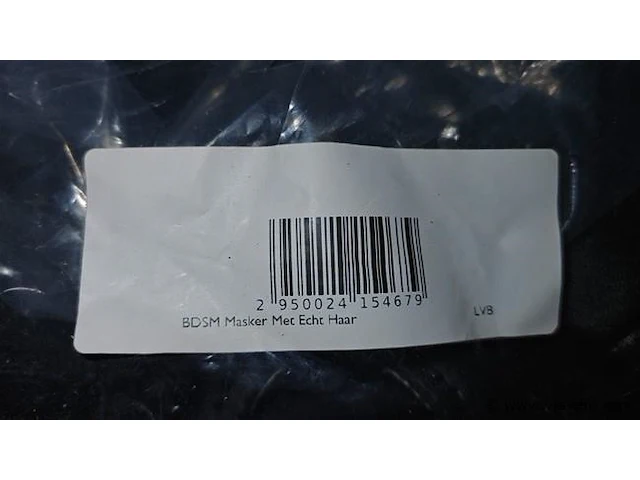 2 950024 154679
BDSM Masker Met Echt Haar
LVB